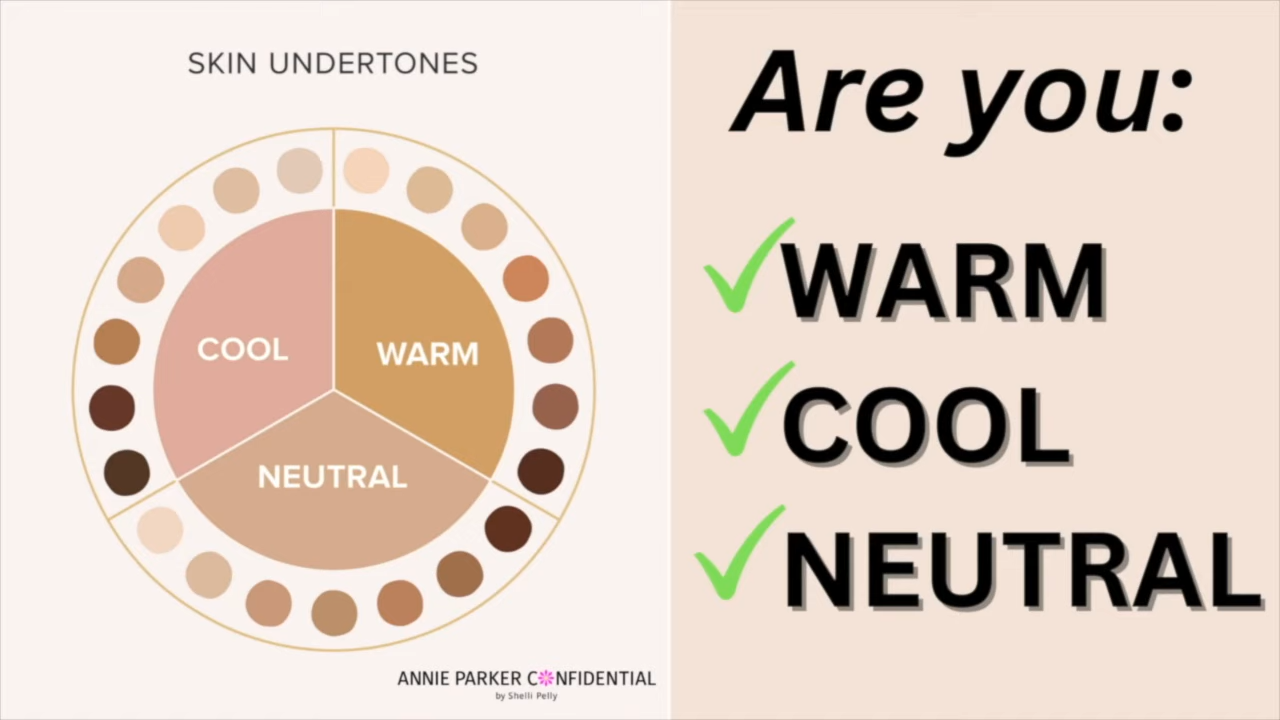 SKIN UNDERTONES
COOL
WARM
NEUTRAL
ANNIE PARKER CONFIDENTIAL
by Shelli Pelly
Are you:
WARM
COOL
NEUTRAL